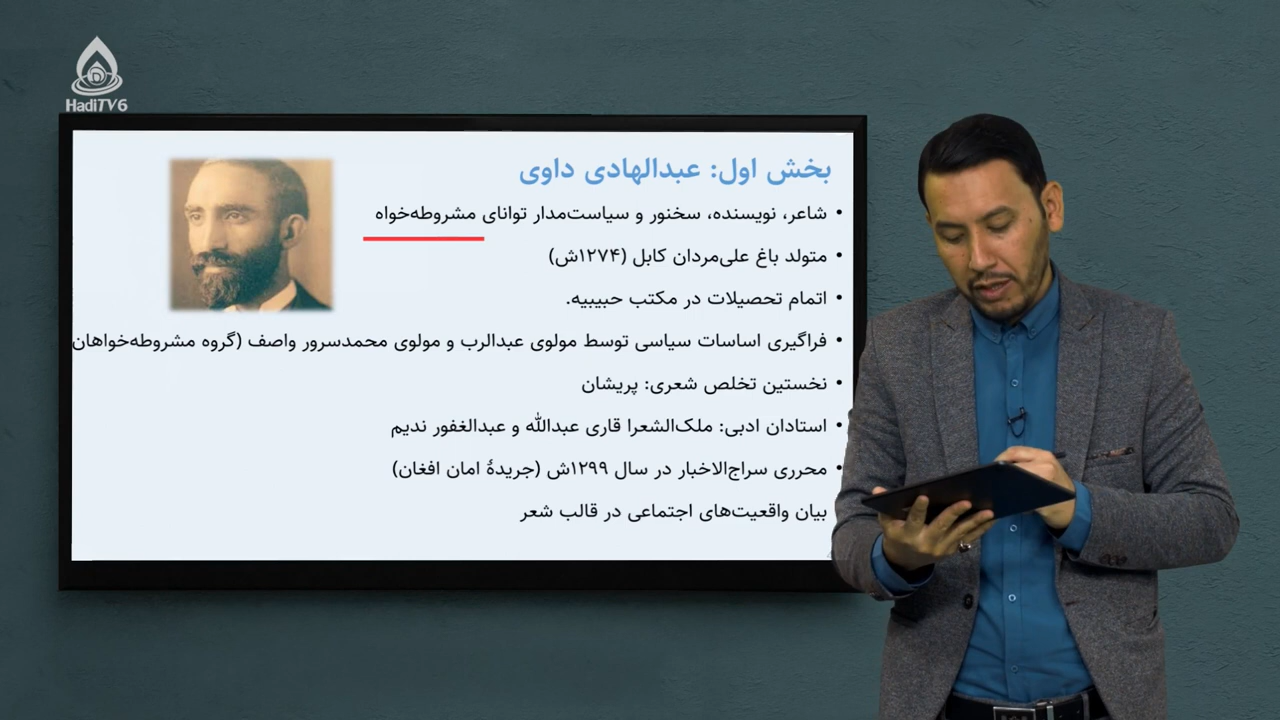 HadiTV6
بخش اول: عبدالهادی داوی
• شاعر، نویسنده، سخنور و سیاست‌مدار توانای مشروطه‌خواه
• متولد باغ علی‌مردان کابل (۱۲۷۴ش)
• اتمام تحصیلات در مکتب حبیبیه.
• فراگیری اساسات سیاسی توسط مولوی عبدالرب و مولوی محمدسرور واصف (گروه مشروطه‌خواهان
• نخستین تخلص شعری: پریشان
• استادان ادبی: ملک‌الشعرا قاری عبدالله و عبدالغفور ندیم
• محرری سراج‌الاخبار در سال ۱۲۹۹ش (جریدهٔ امان افغان)
بیان واقعیت‌های اجتماعی در قالب شعر